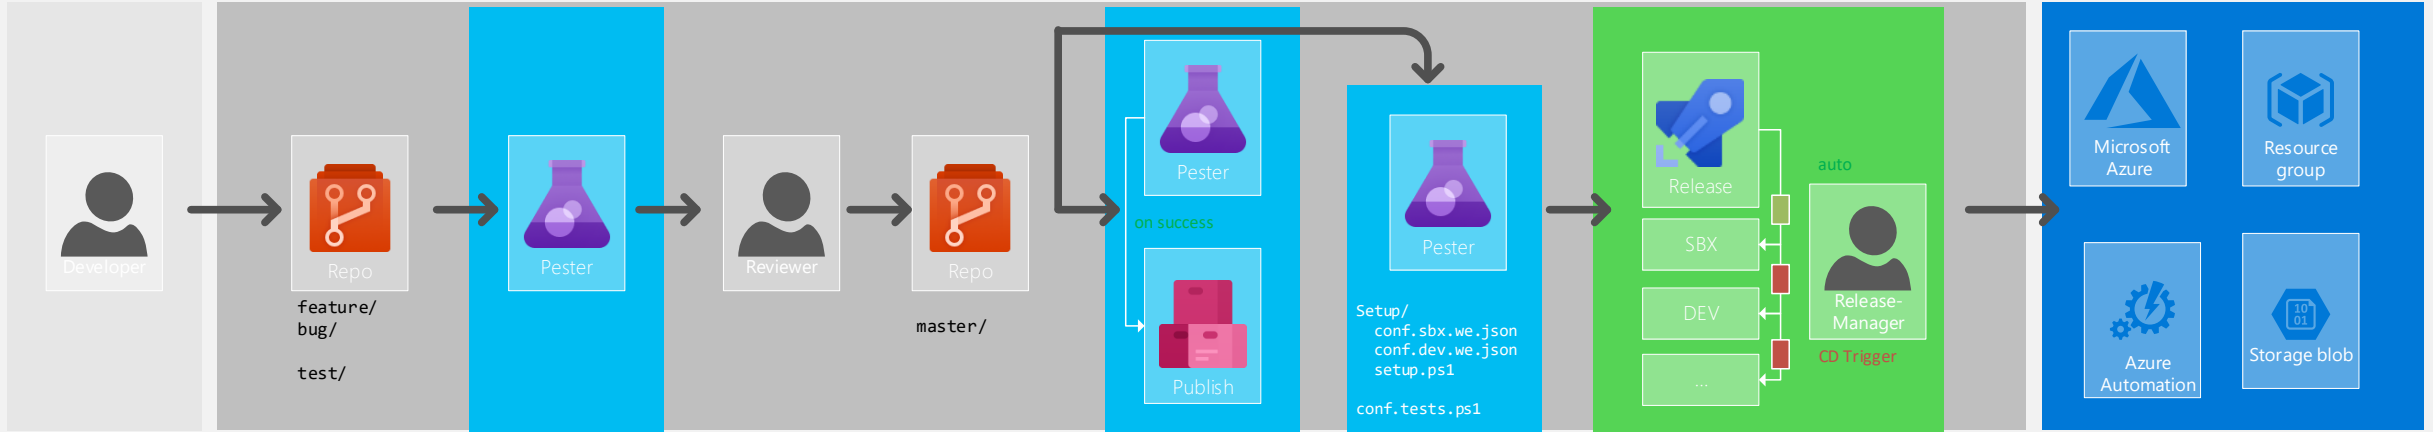 Developer
Repo
feature/
bug/
test/
Pester
Reviewer
Repo
master/
Pester
on success
Publish
Pester
Setup/
conf.sbx.we.json
conf.dev.we.json
setup.ps1
conf.tests.ps1
Release
SBX
DEV
...
auto
Release-
Manager
CD Trigger
Microsoft
Azure
Resource
group
Azure
Automation
10
01
Storage blob